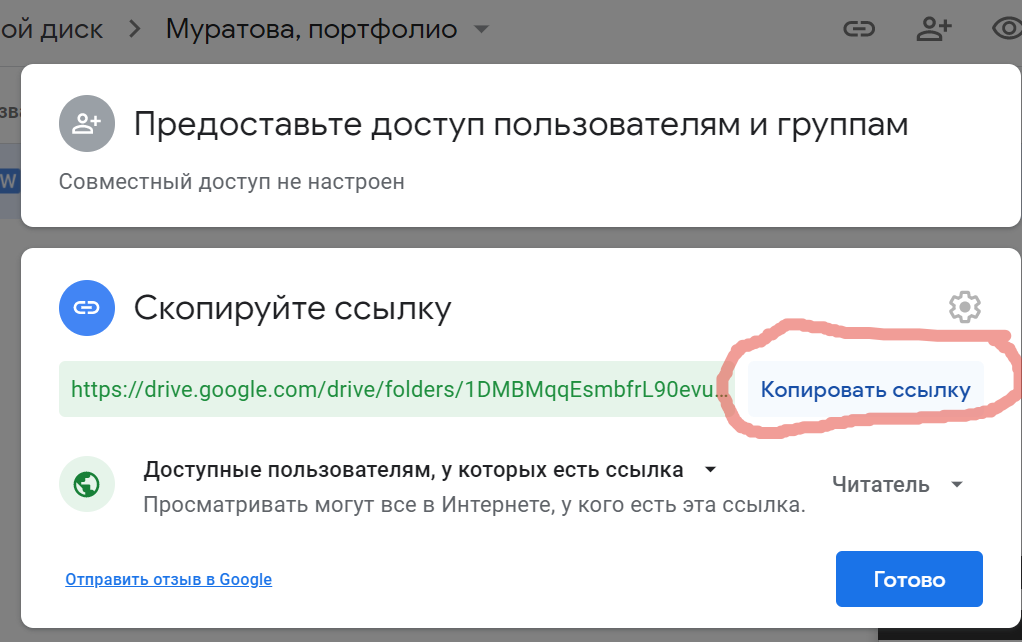 ой диск > Муратова, портфолио
зва
W
Предоставьте доступ пользователям и группам
Совместный доступ не настроен
Скопируйте ссылку
https://drive.google.com/drive/folders/1DMBMqqEsmbfrL90evu... Копировать ссылку
Доступные пользователям, у которых есть ссылка
Просматривать могут все в Интернете, у кого есть эта ссылка.
Читатель
Отправить отзыв в Google
Готово